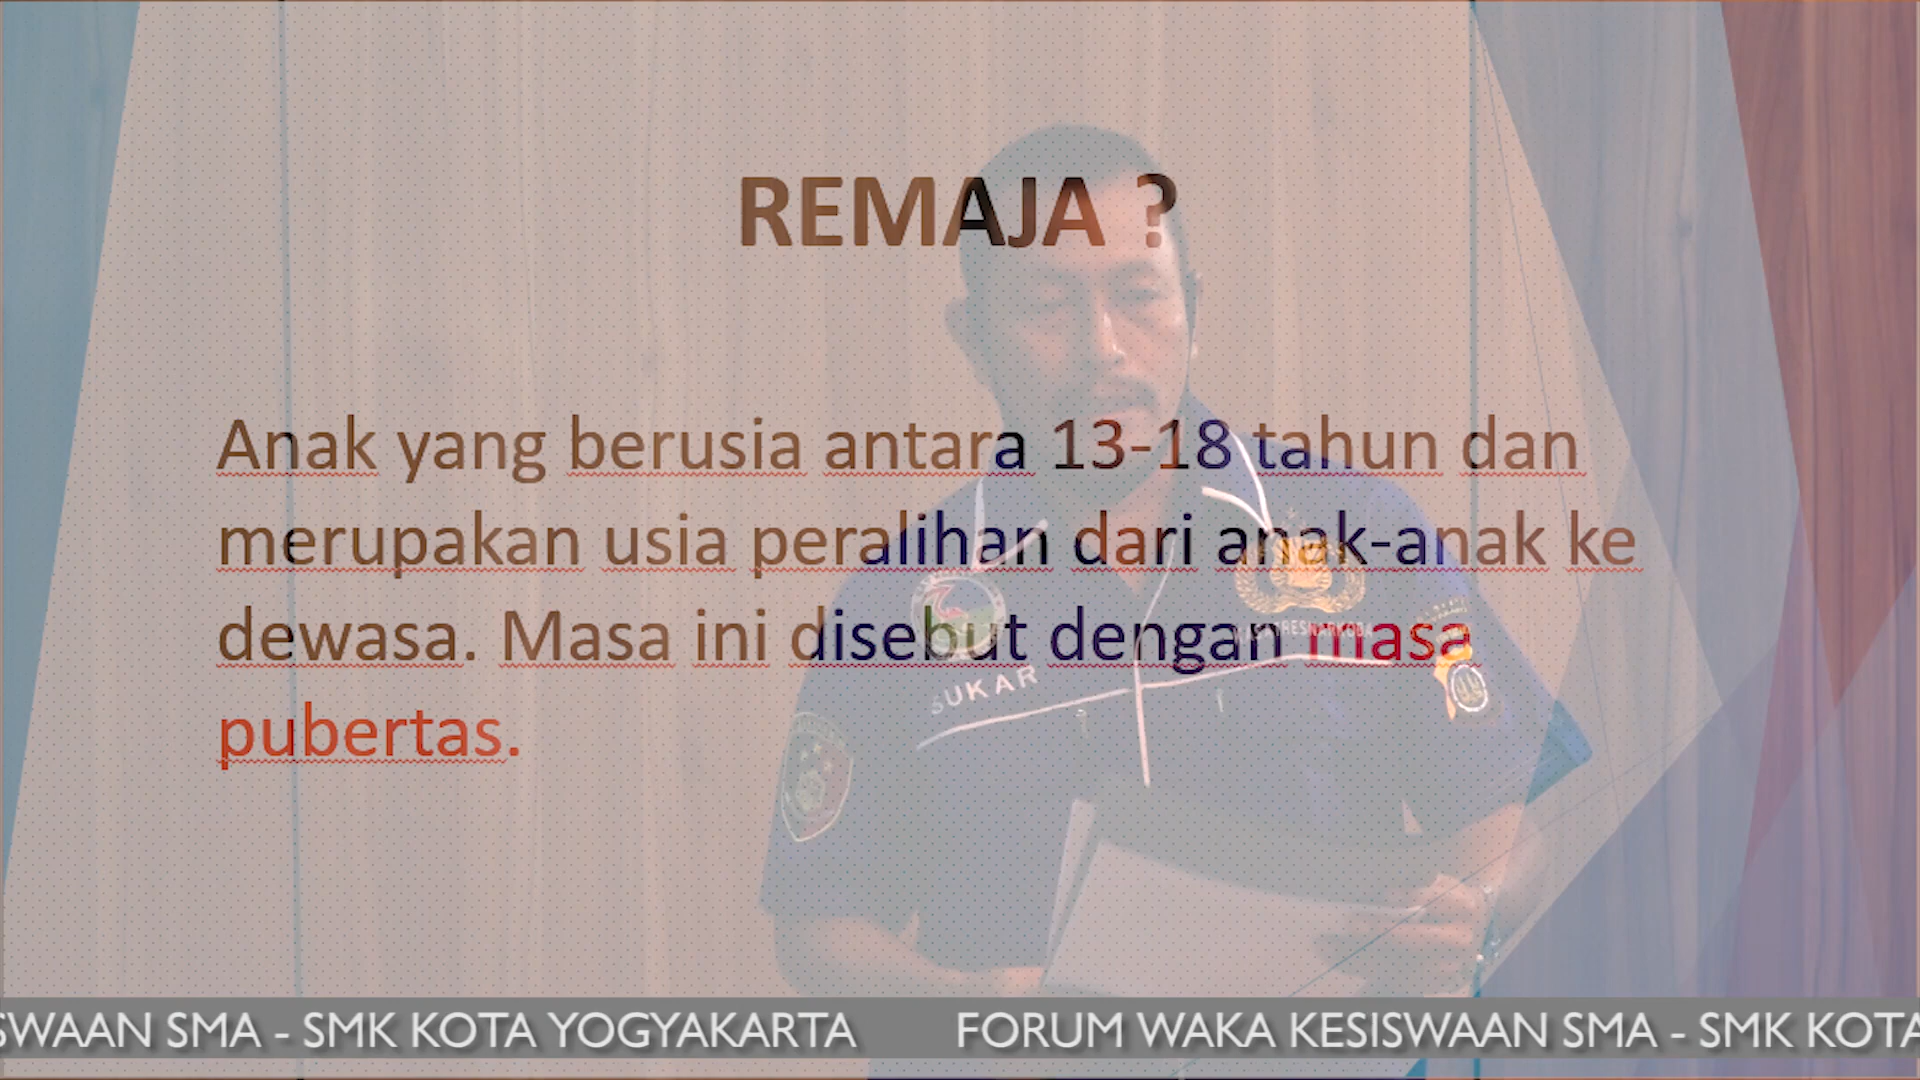 REMAJA ?
Anak yang berusia antara 13-18 tahun dan
merupakan usia peralihan dari anak-anak ke
dewasa. Masa ini disebut dengan masa
pubertas.
SUKAR
SWAAN SMA - SMK KOTA YOGYAKARTA FORUM WAKA KESISWAAN SMA - SMK KOTA